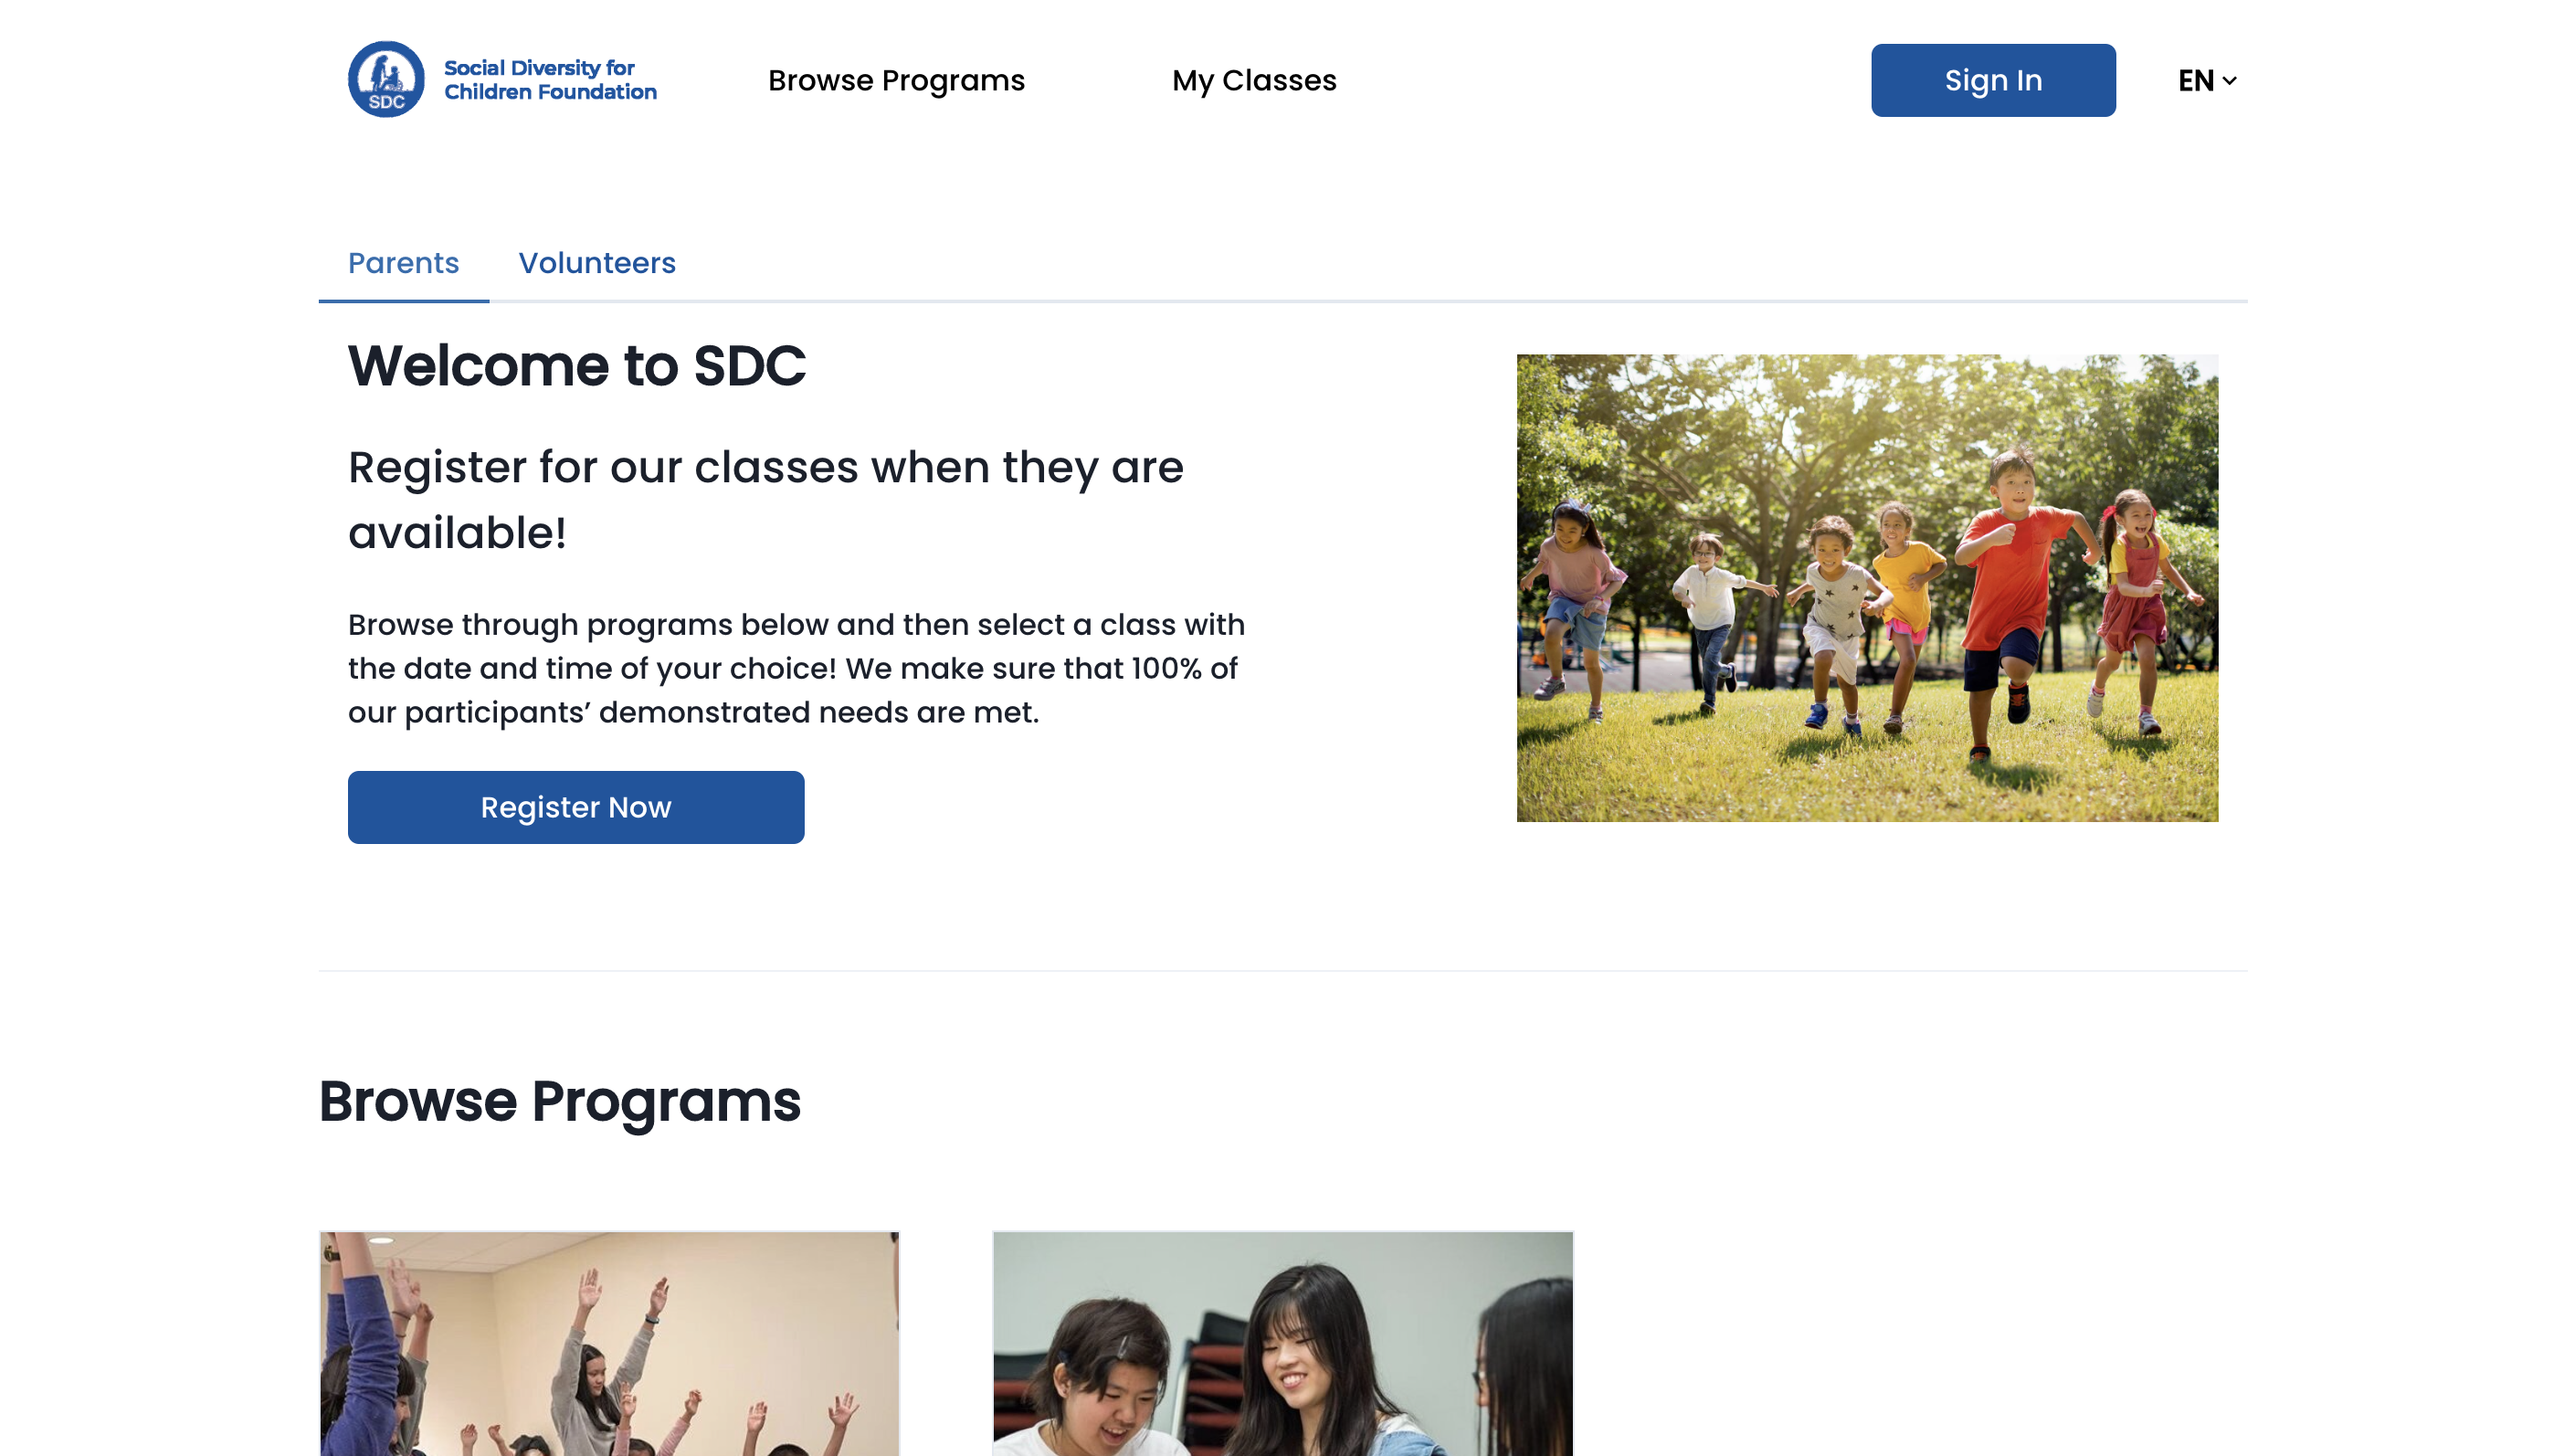 SDC
Social Diversity for
Children Foundation
Browse Programs
My Classes
Sign In
EN
Parents
Volunteers
Welcome to SDC
Register for our classes when they are
available!
Browse through programs below and then select a class with
the date and time of your choice! We make sure that 100% of
our participants’ demonstrated needs are met.
Register Now
Browse Programs